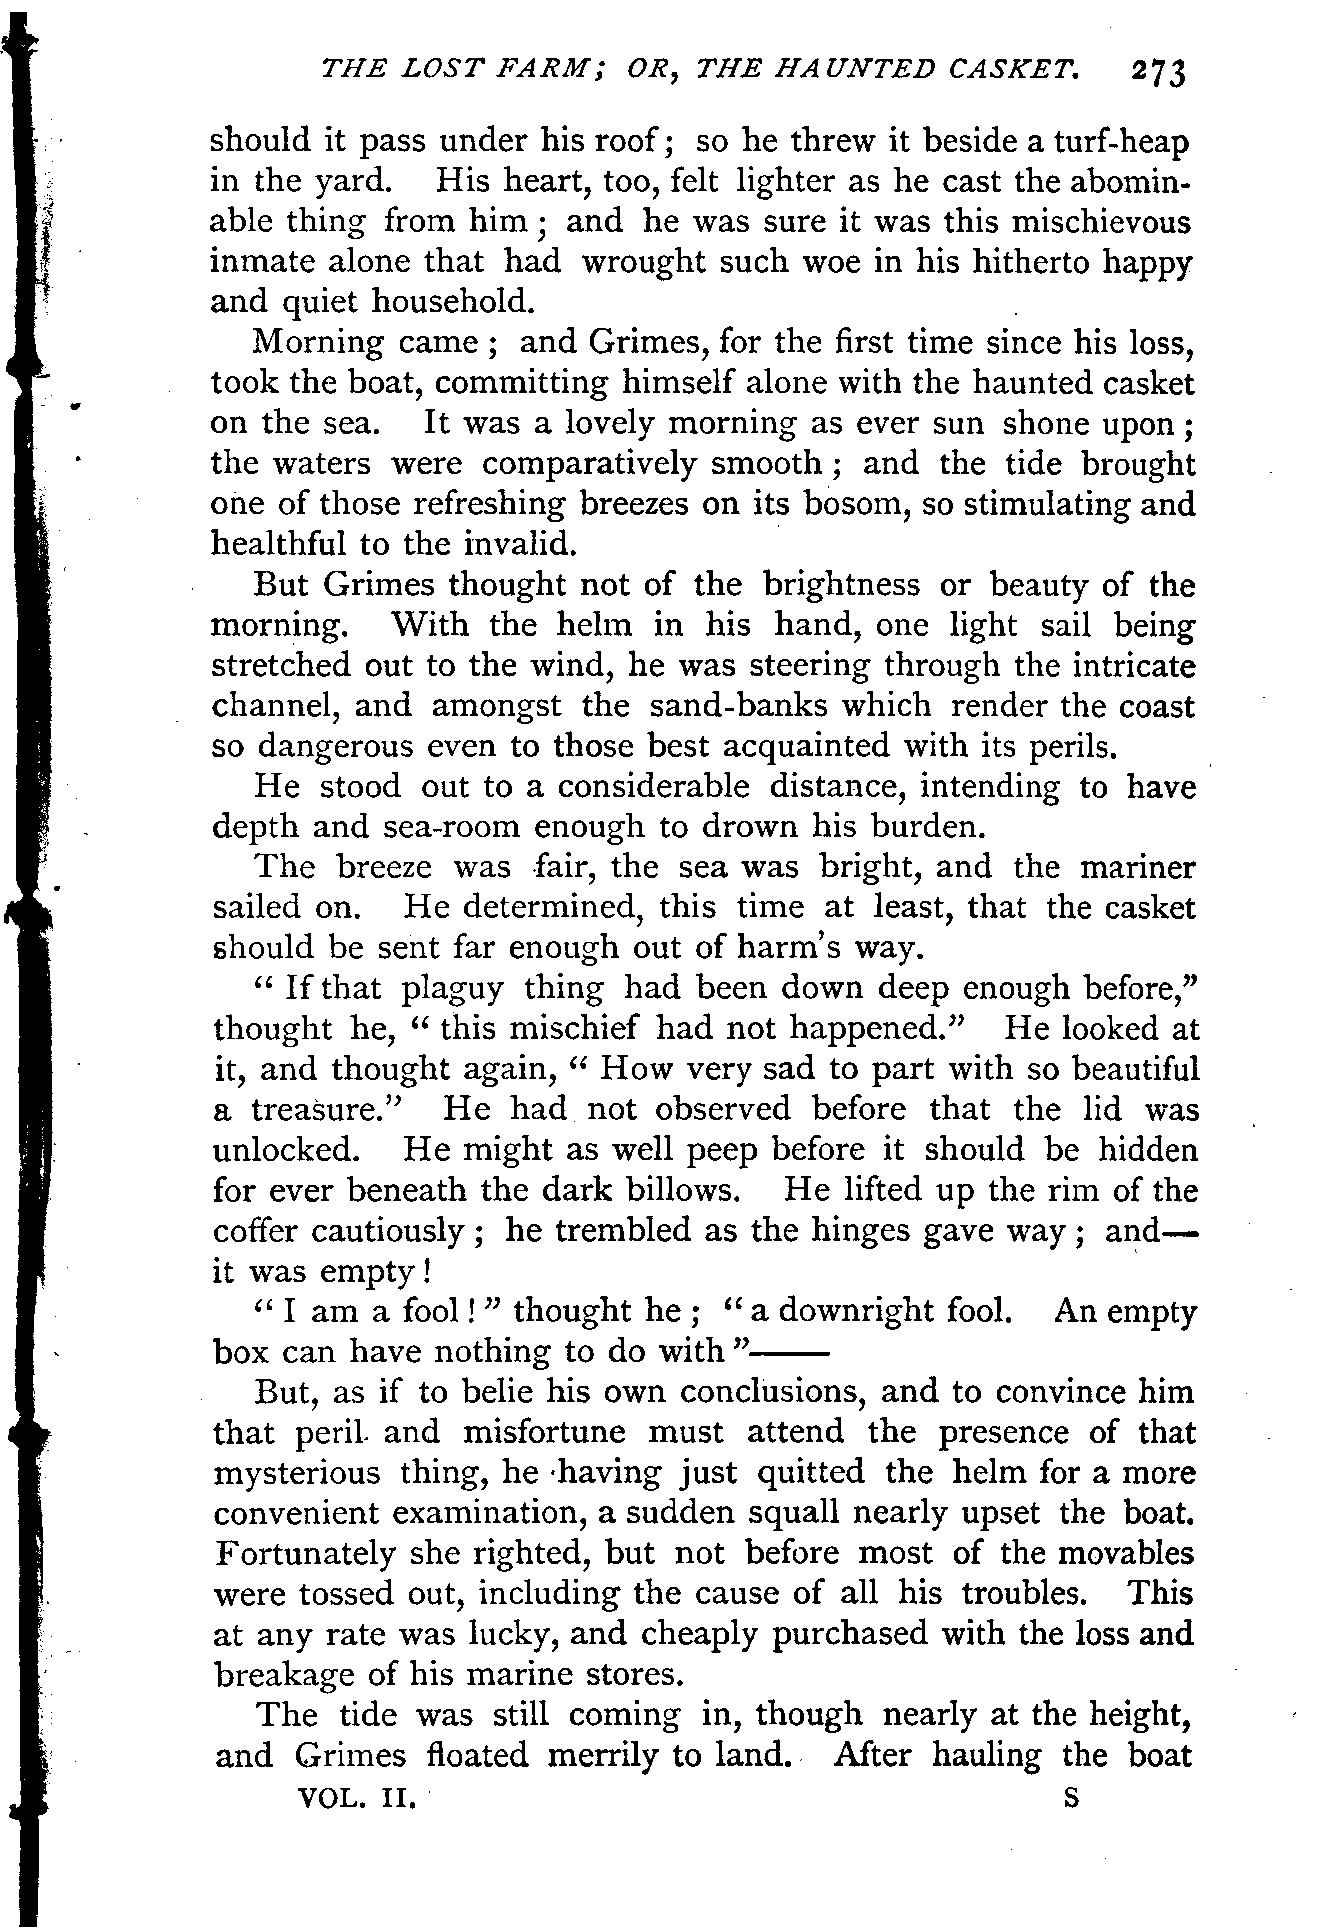 THE LOST FARM; OR, THE HAUNTED CASKET. 273
should it pass under his roof; so he threw it beside a turf-heap
in the yard. His heart, too, felt lighter as he cast the abomin-
able thing from him; and he was sure it was this mischievous
inmate alone that had wrought such woe in his hitherto happy
and quiet household.
Morning came; and Grimes, for the first time since his loss,
took the boat, committing himself alone with the haunted casket
on the sea. It was a lovely morning as ever sun shone upon;
the waters were comparatively smooth; and the tide brought
one of those refreshing breezes on its bosom, so stimulating and
healthful to the invalid.
But Grimes thought not of the brightness or beauty of the
morning. With the helm in his hand, one light sail being
stretched out to the wind, he was steering through the intricate
channel, and amongst the sand-banks which render the coast
so dangerous even to those best acquainted with its perils.
He stood out to a considerable distance, intending to have
depth and sea-room enough to drown his burden.
The breeze was fair, the sea was bright, and the mariner
sailed on. He determined, this time at least, that the casket
should be sent far enough out of harm's way.
"If that plaguy thing had been down deep enough before,"
thought he, "this mischief had not happened." He looked at
it, and thought again, "How very sad to part with so beautiful
a treasure." He had not observed before that the lid was
unlocked. He might as well peep before it should be hidden
for ever beneath the dark billows. He lifted up the rim of the
coffer cautiously; he trembled as the hinges gave way; and—
it was empty!
"I am a fool!" thought he; "a downright fool. An empty
box can have nothing to do with"——
But, as if to belie his own conclusions, and to convince him
that peril and misfortune must attend the presence of that
mysterious thing, he having just quitted the helm for a more
convenient examination, a sudden squall nearly upset the boat.
Fortunately she righted, but not before most of the movables
were tossed out, including the cause of all his troubles. This
at any rate was lucky, and cheaply purchased with the loss and
breakage of his marine stores.
The tide was still coming in, though nearly at the height,
and Grimes floated merrily to land. After hauling the boat
VOL. II. S